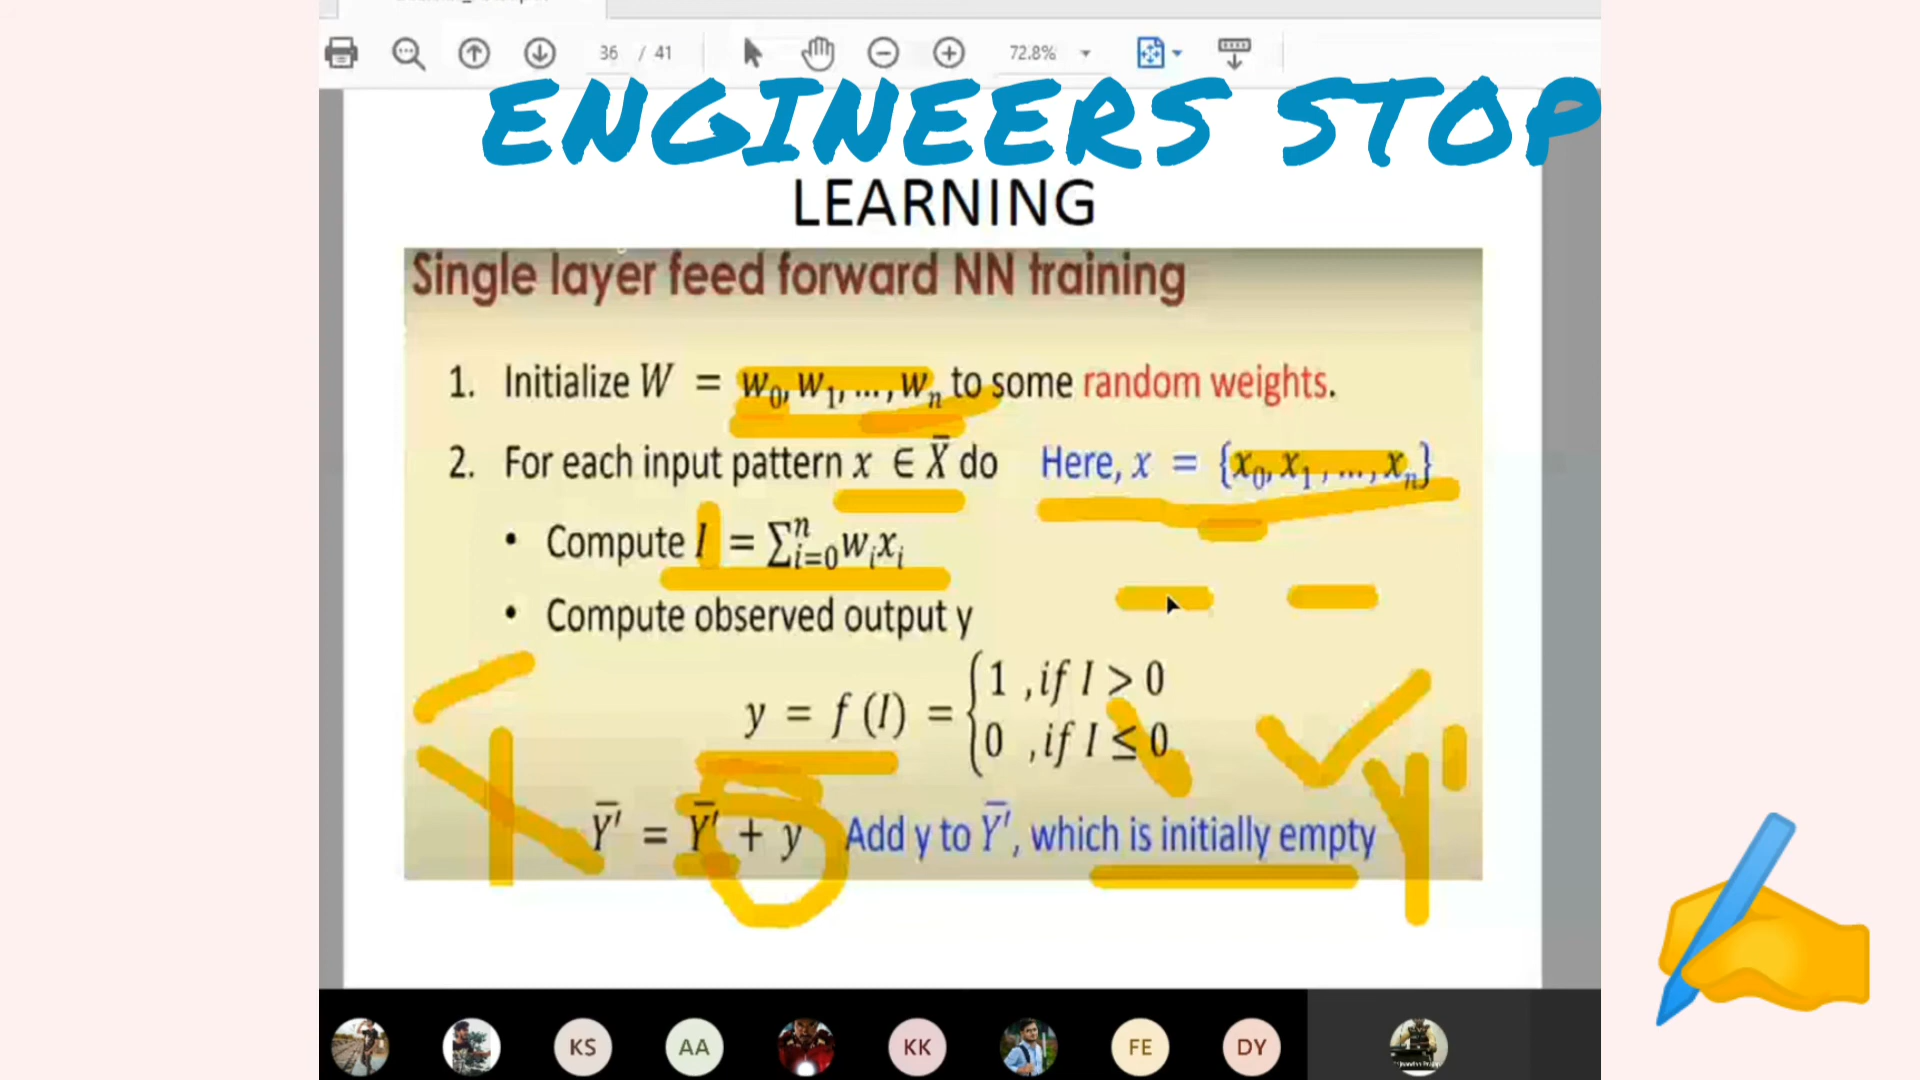 36 / 41
72.8%
ENGINEERS STOP
LEARNING
Single layer feed forward NN training
1. Initialize W = w₀, w₁, ..., wₙ to some random weights.
2. For each input pattern x ∈ X̄ do Here, x = {x₀, x₁, ..., xₙ}
• Compute I = ∑ⁿᵢ₌₀ wᵢxᵢ
• Compute observed output y
y = f (I) = { 1 , if I > 0
0 , if I ≤ 0
Ȳ′ = Ȳ′ + y Add y to Ȳ′, which is initially empty
Y Y'
KS AA KK FE DY